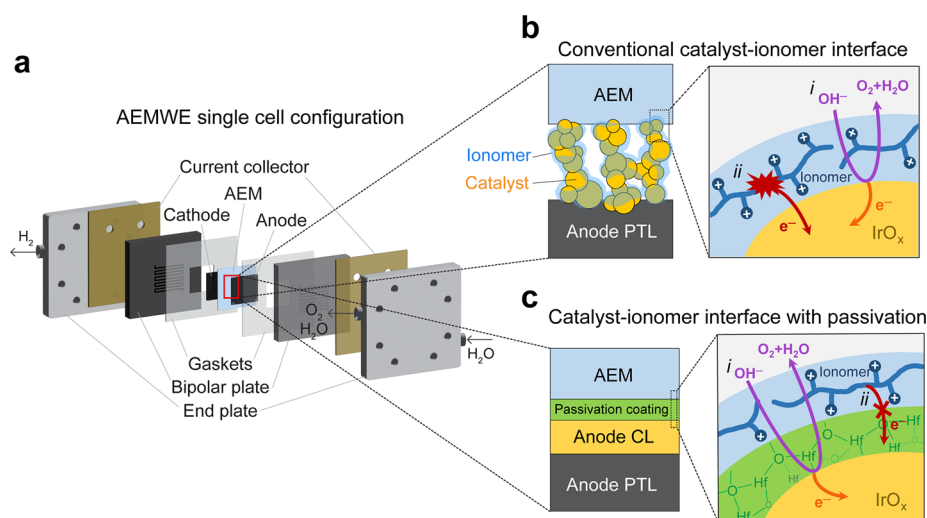 a
AEMWE single cell configuration
Current collector
AEM
Cathode
Anode
H₂
O₂
H₂O
H₂O
Gaskets
Bipolar plate
End plate
b
Conventional catalyst-ionomer interface
AEM
Ionomer
Catalyst
Anode PTL
i
OH⁻
O₂+H₂O
ii
Ionomer
e⁻
e⁻
IrOₓ
c
Catalyst-ionomer interface with passivation
AEM
Passivation coating
Anode CL
Anode PTL
i
OH⁻
O₂+H₂O
Ionomer
ii
e⁻
O
Hf
O
Hf
O
Hf
O
Hf
Hf
O
Hf
O
e⁻
IrOₓ